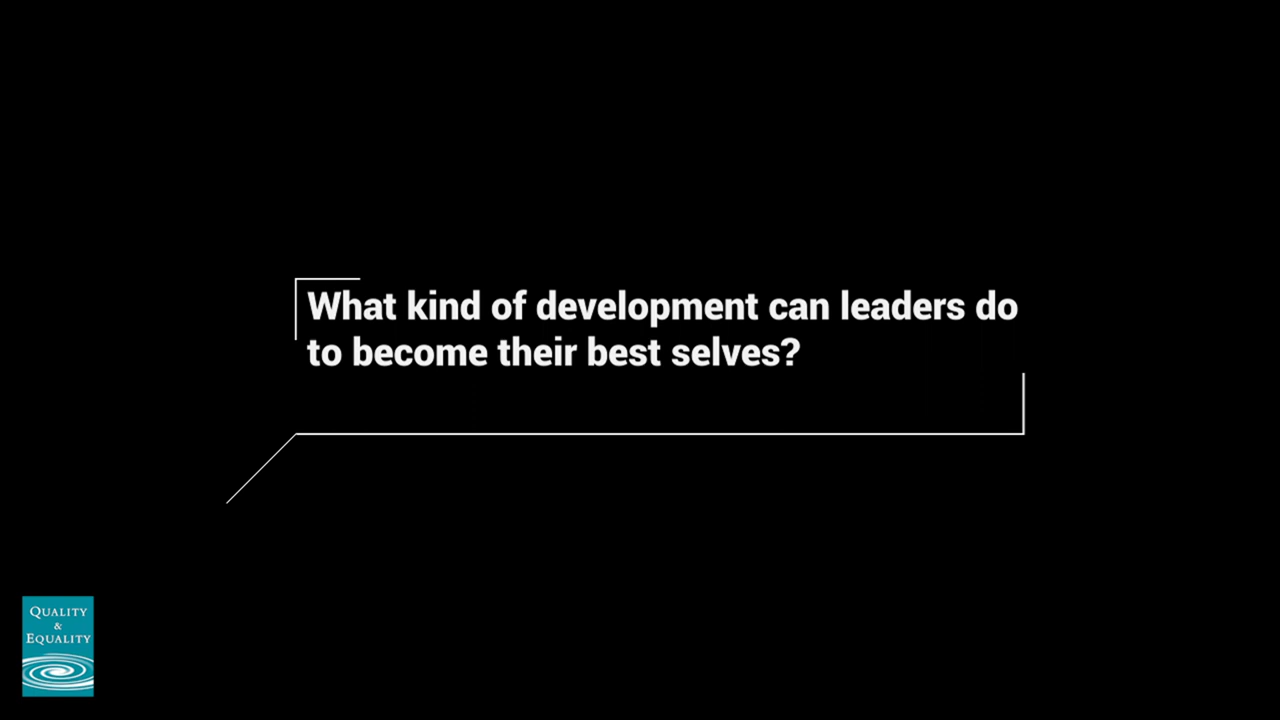 What kind of development can leaders do
to become their best selves?
QUALITY
&
EQUALITY